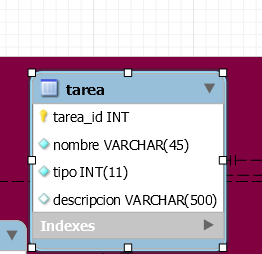 tarea
tarea_id INT
nombre VARCHAR(45)
tipo INT(11)
descripcion VARCHAR(500)
Indexes